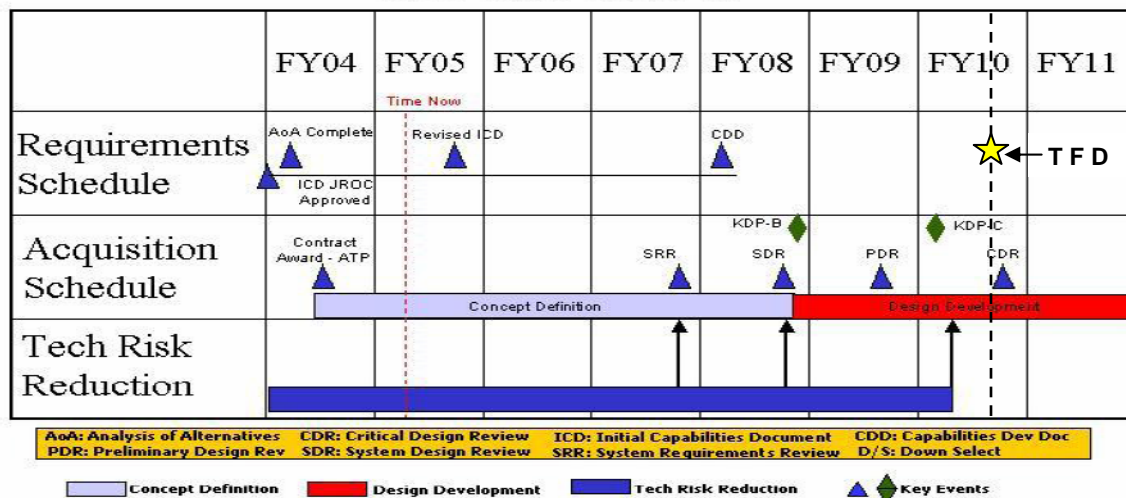 FY04 FY05 FY06 FY07 FY08 FY09 FY10 FY11
Time Now
Requirements
Schedule
AoA Complete
Revised ICD
CDD
ICD JROC
Approved
T F D
Acquisition
Schedule
Contract
Award - ATP
SRR
KDP-B
SDR
PDR
KDP-C
CDR
Concept Definition
Design Development
Tech Risk
Reduction
AoA: Analysis of Alternatives CDR: Critical Design Review ICD: Initial Capabilities Document CDD: Capabilities Dev Doc
PDR: Preliminary Design Rev SDR: System Design Review SRR: System Requirements Review D/S: Down Select
Concept Definition Design Development Tech Risk Reduction Key Events